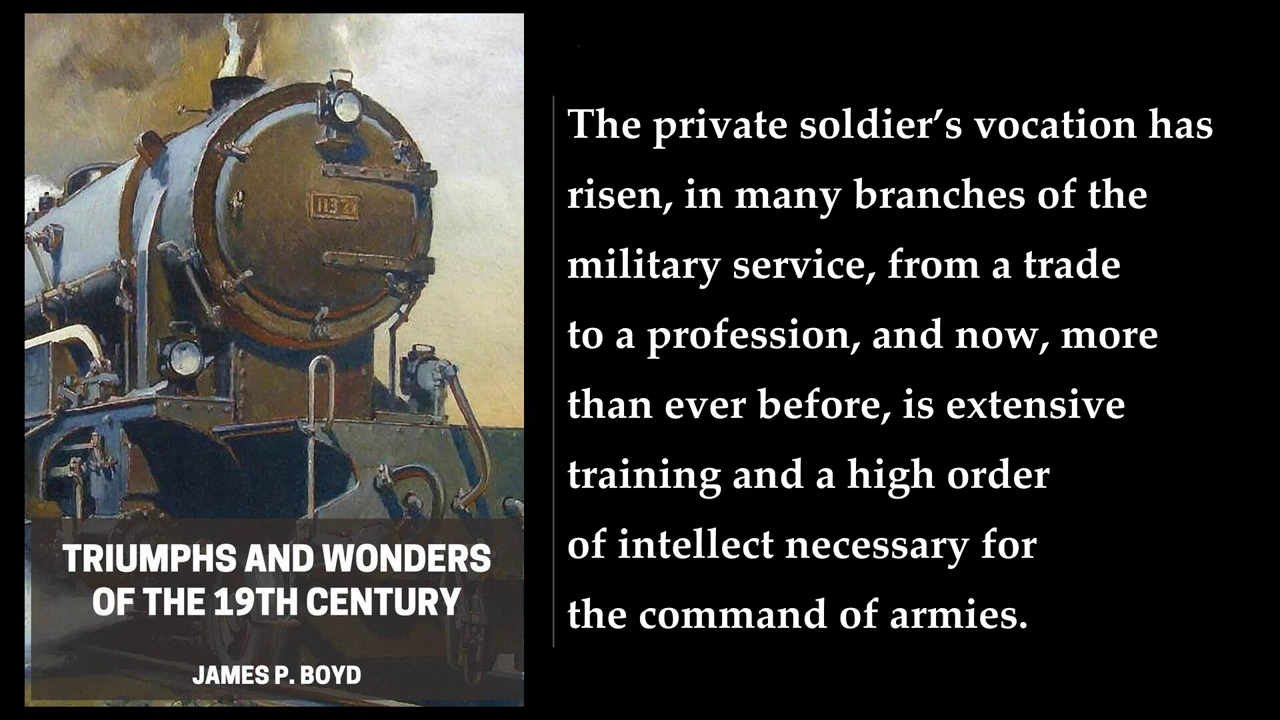 TRIUMPHS AND WONDERS
OF THE 19TH CENTURY
JAMES P. BOYD
The private soldier’s vocation has
risen, in many branches of the
military service, from a trade
to a profession, and now, more
than ever before, is extensive
training and a high order
of intellect necessary for
the command of armies.